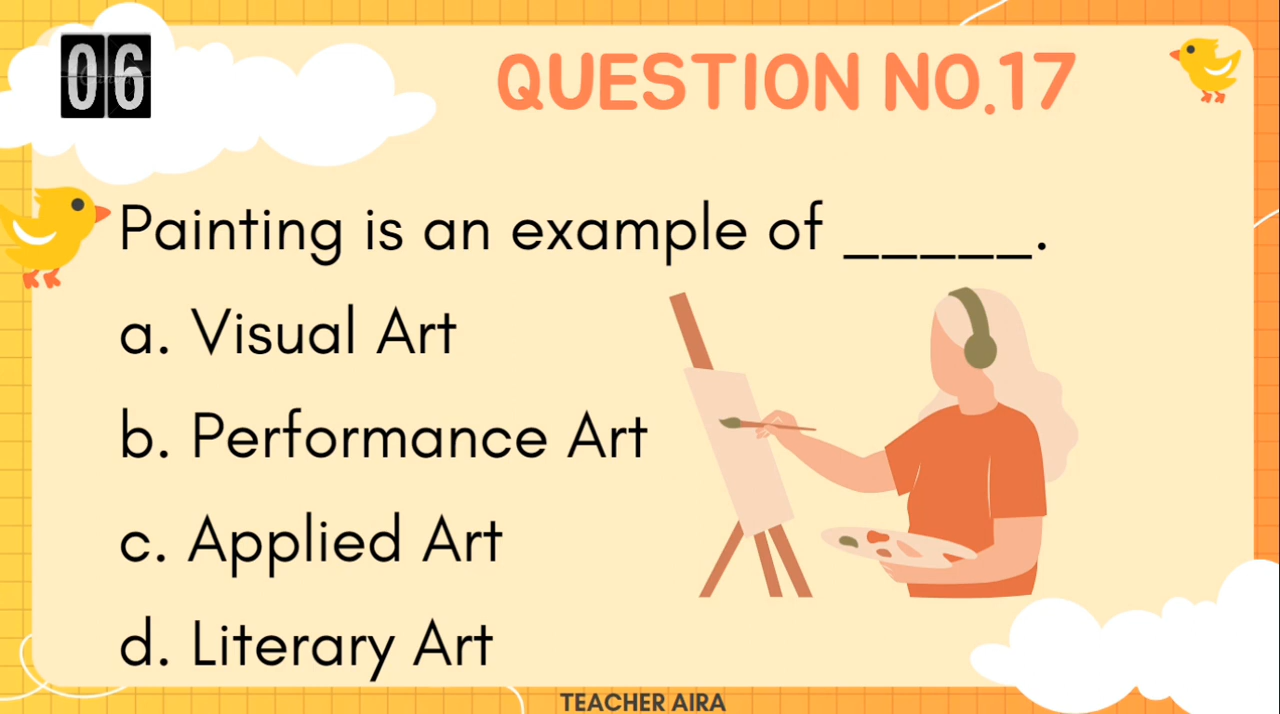 06
QUESTION NO.17
Painting is an example of _____.
a. Visual Art
b. Performance Art
c. Applied Art
d. Literary Art
TEACHER AIRA